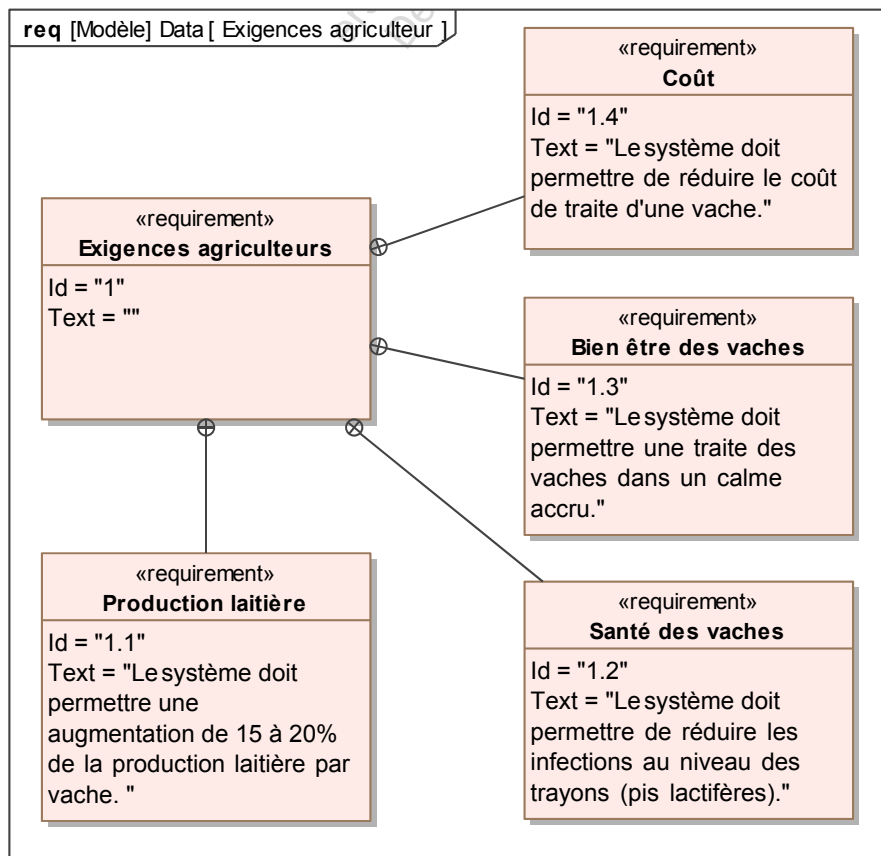 req [Modèle] Data [ Exigences agriculteur ]
«requirement»
Coût
Id = "1.4"
Text = "Le système doit
permettre de réduire le coût
de traite d'une vache."
«requirement»
Exigences agriculteurs
Id = "1"
Text = ""
«requirement»
Bien être des vaches
Id = "1.3"
Text = "Le système doit
permettre une traite des
vaches dans un calme
accru."
«requirement»
Production laitière
Id = "1.1"
Text = "Le système doit
permettre une
augmentation de 15 à 20%
de la production laitière par
vache. "
«requirement»
Santé des vaches
Id = "1.2"
Text = "Le système doit
permettre de réduire les
infections au niveau des
trayons (pis lactifères)."